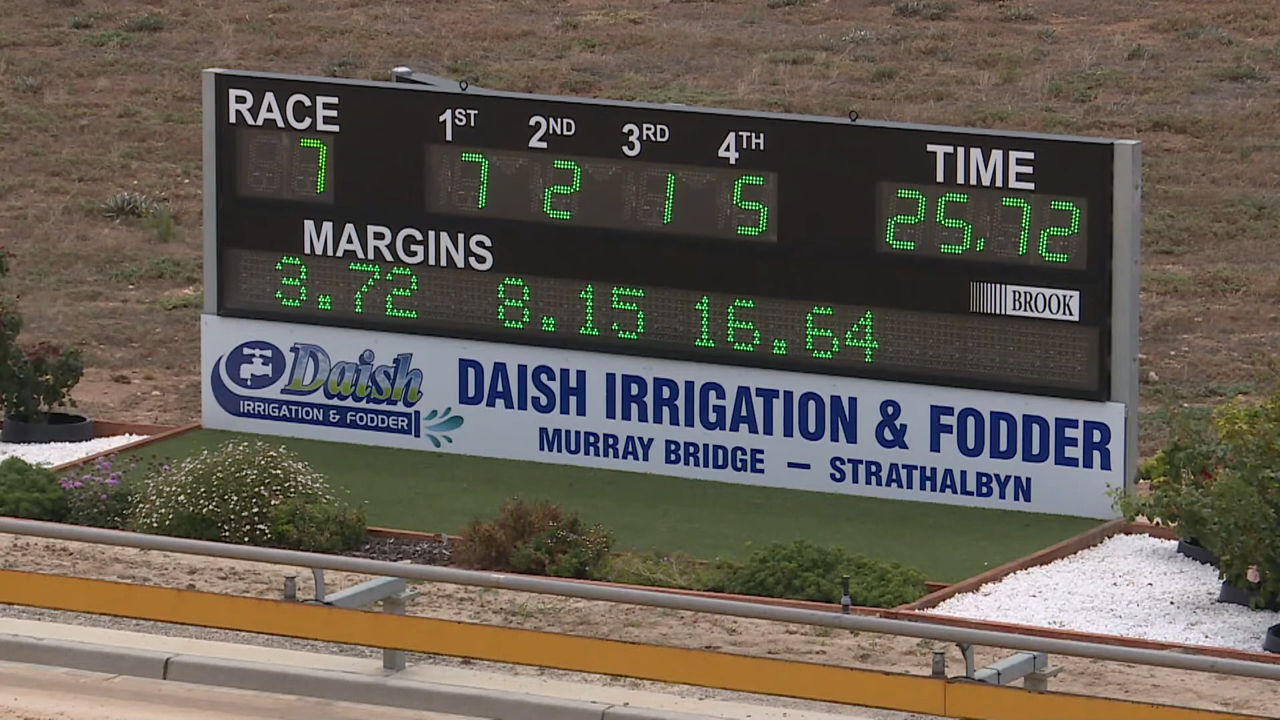 RACE 1ST 2ND 3RD 4TH TIME
7 7 2 1 5 25.72
MARGINS
3.72 8.15 16.64
BROOK
Daish
IRRIGATION & FODDER
DAISH IRRIGATION & FODDER
MURRAY BRIDGE – STRATHALBYN